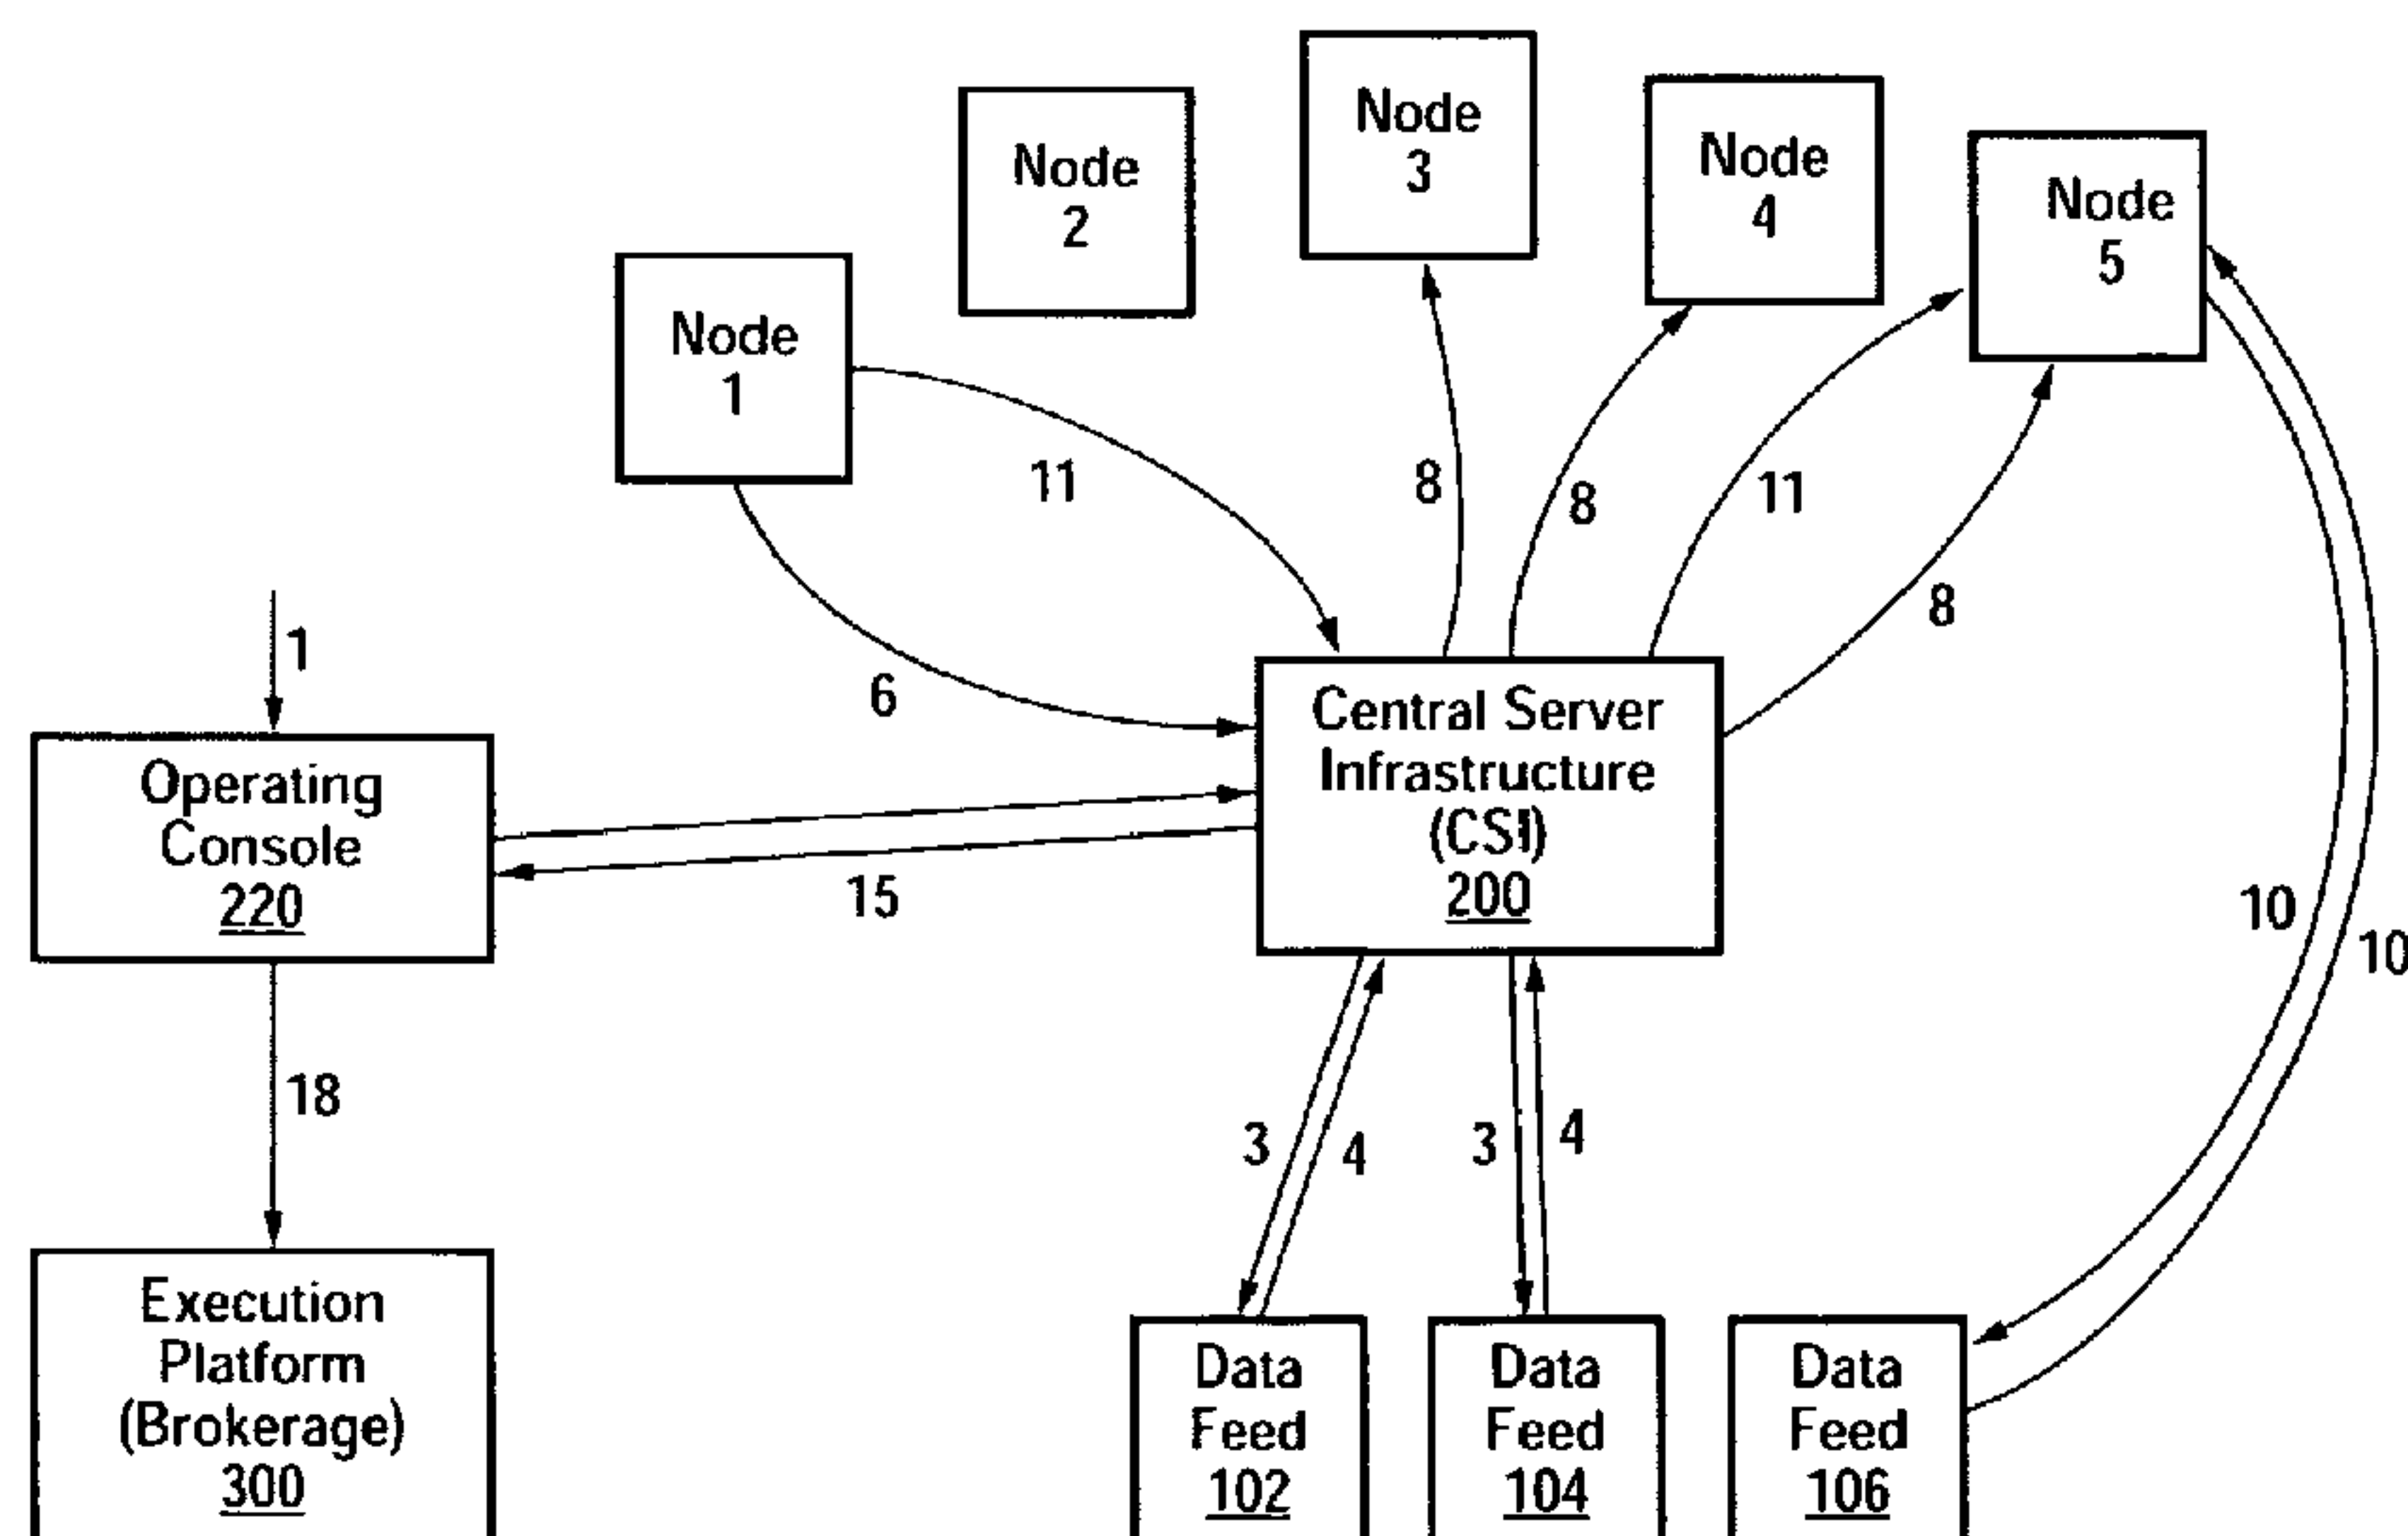 Node
3
Node
4
Node
2
Node
5
Node
1
11
8
8
11
8
1
6
Operating
Console
220
Central Server
Infrastructure
(CSI)
200
15
10
10
18
3
4
3
4
Execution
Platform
(Brokerage)
300
Data
Feed
102
Data
Feed
104
Data
Feed
106